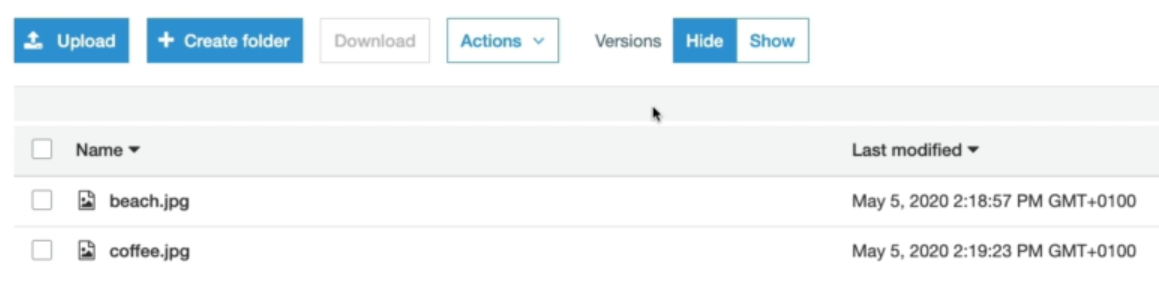 Upload Create folder Download Actions Versions Hide Show
Name Last modified
beach.jpg May 5, 2020 2:18:57 PM GMT+0100
coffee.jpg May 5, 2020 2:19:23 PM GMT+0100